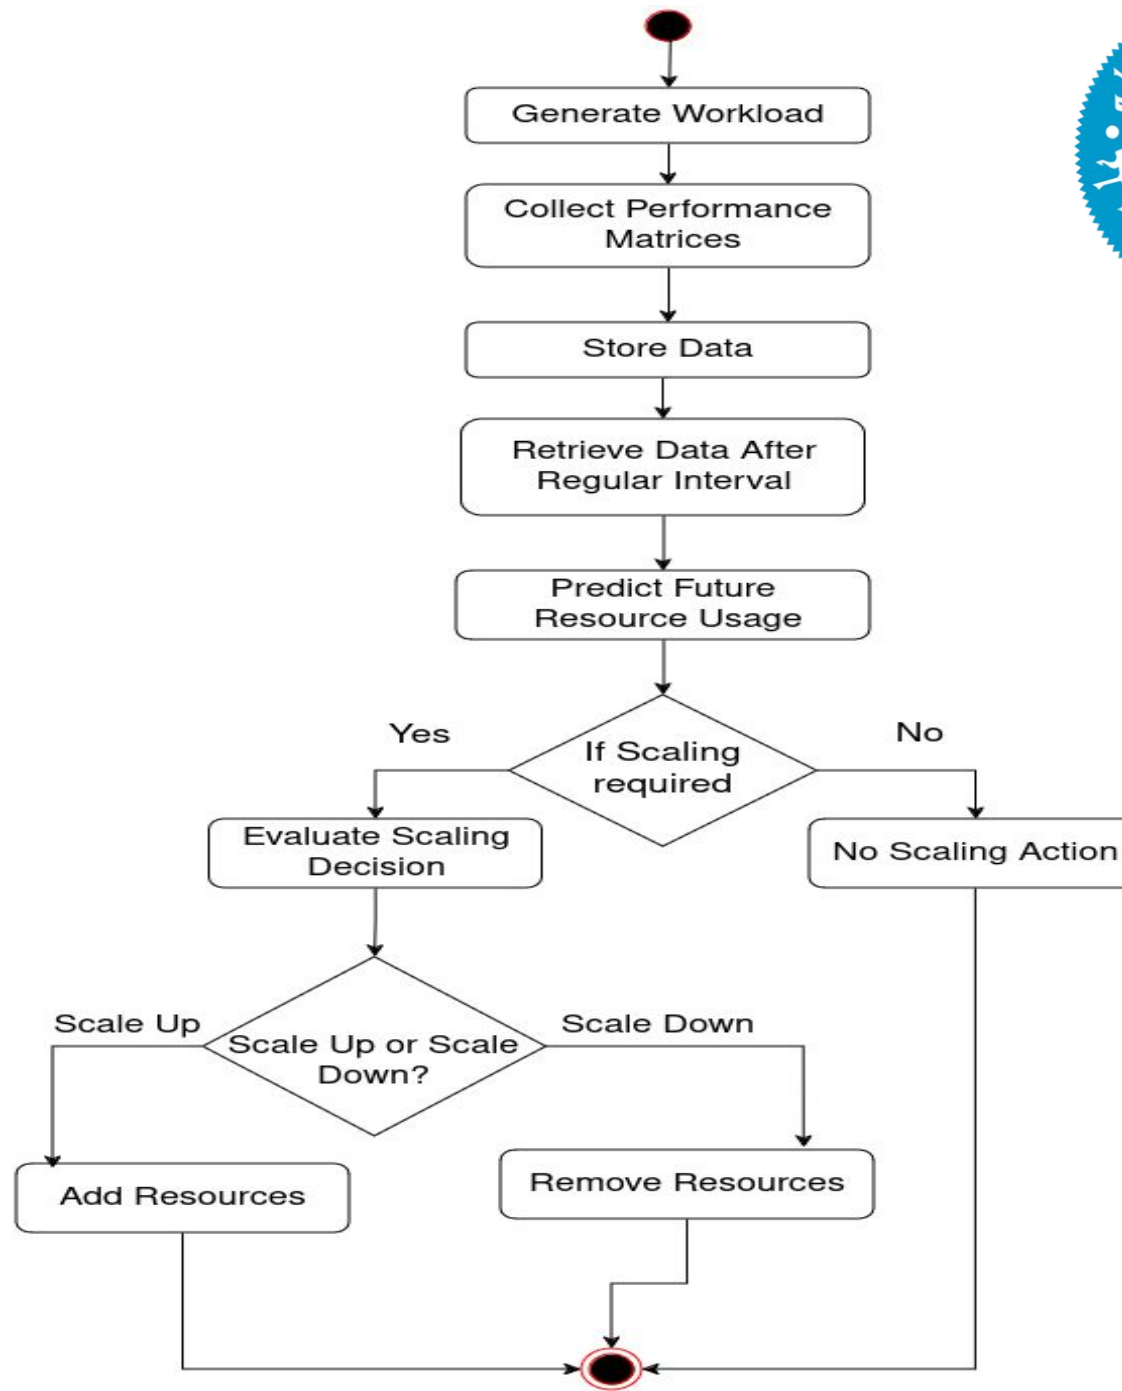 Generate Workload
Collect Performance
Matrices
Store Data
Retrieve Data After
Regular Interval
Predict Future
Resource Usage
Yes
No
If Scaling
required
Evaluate Scaling
Decision
No Scaling Action
Scale Up
Scale Down
Scale Up or Scale
Down?
Add Resources
Remove Resources